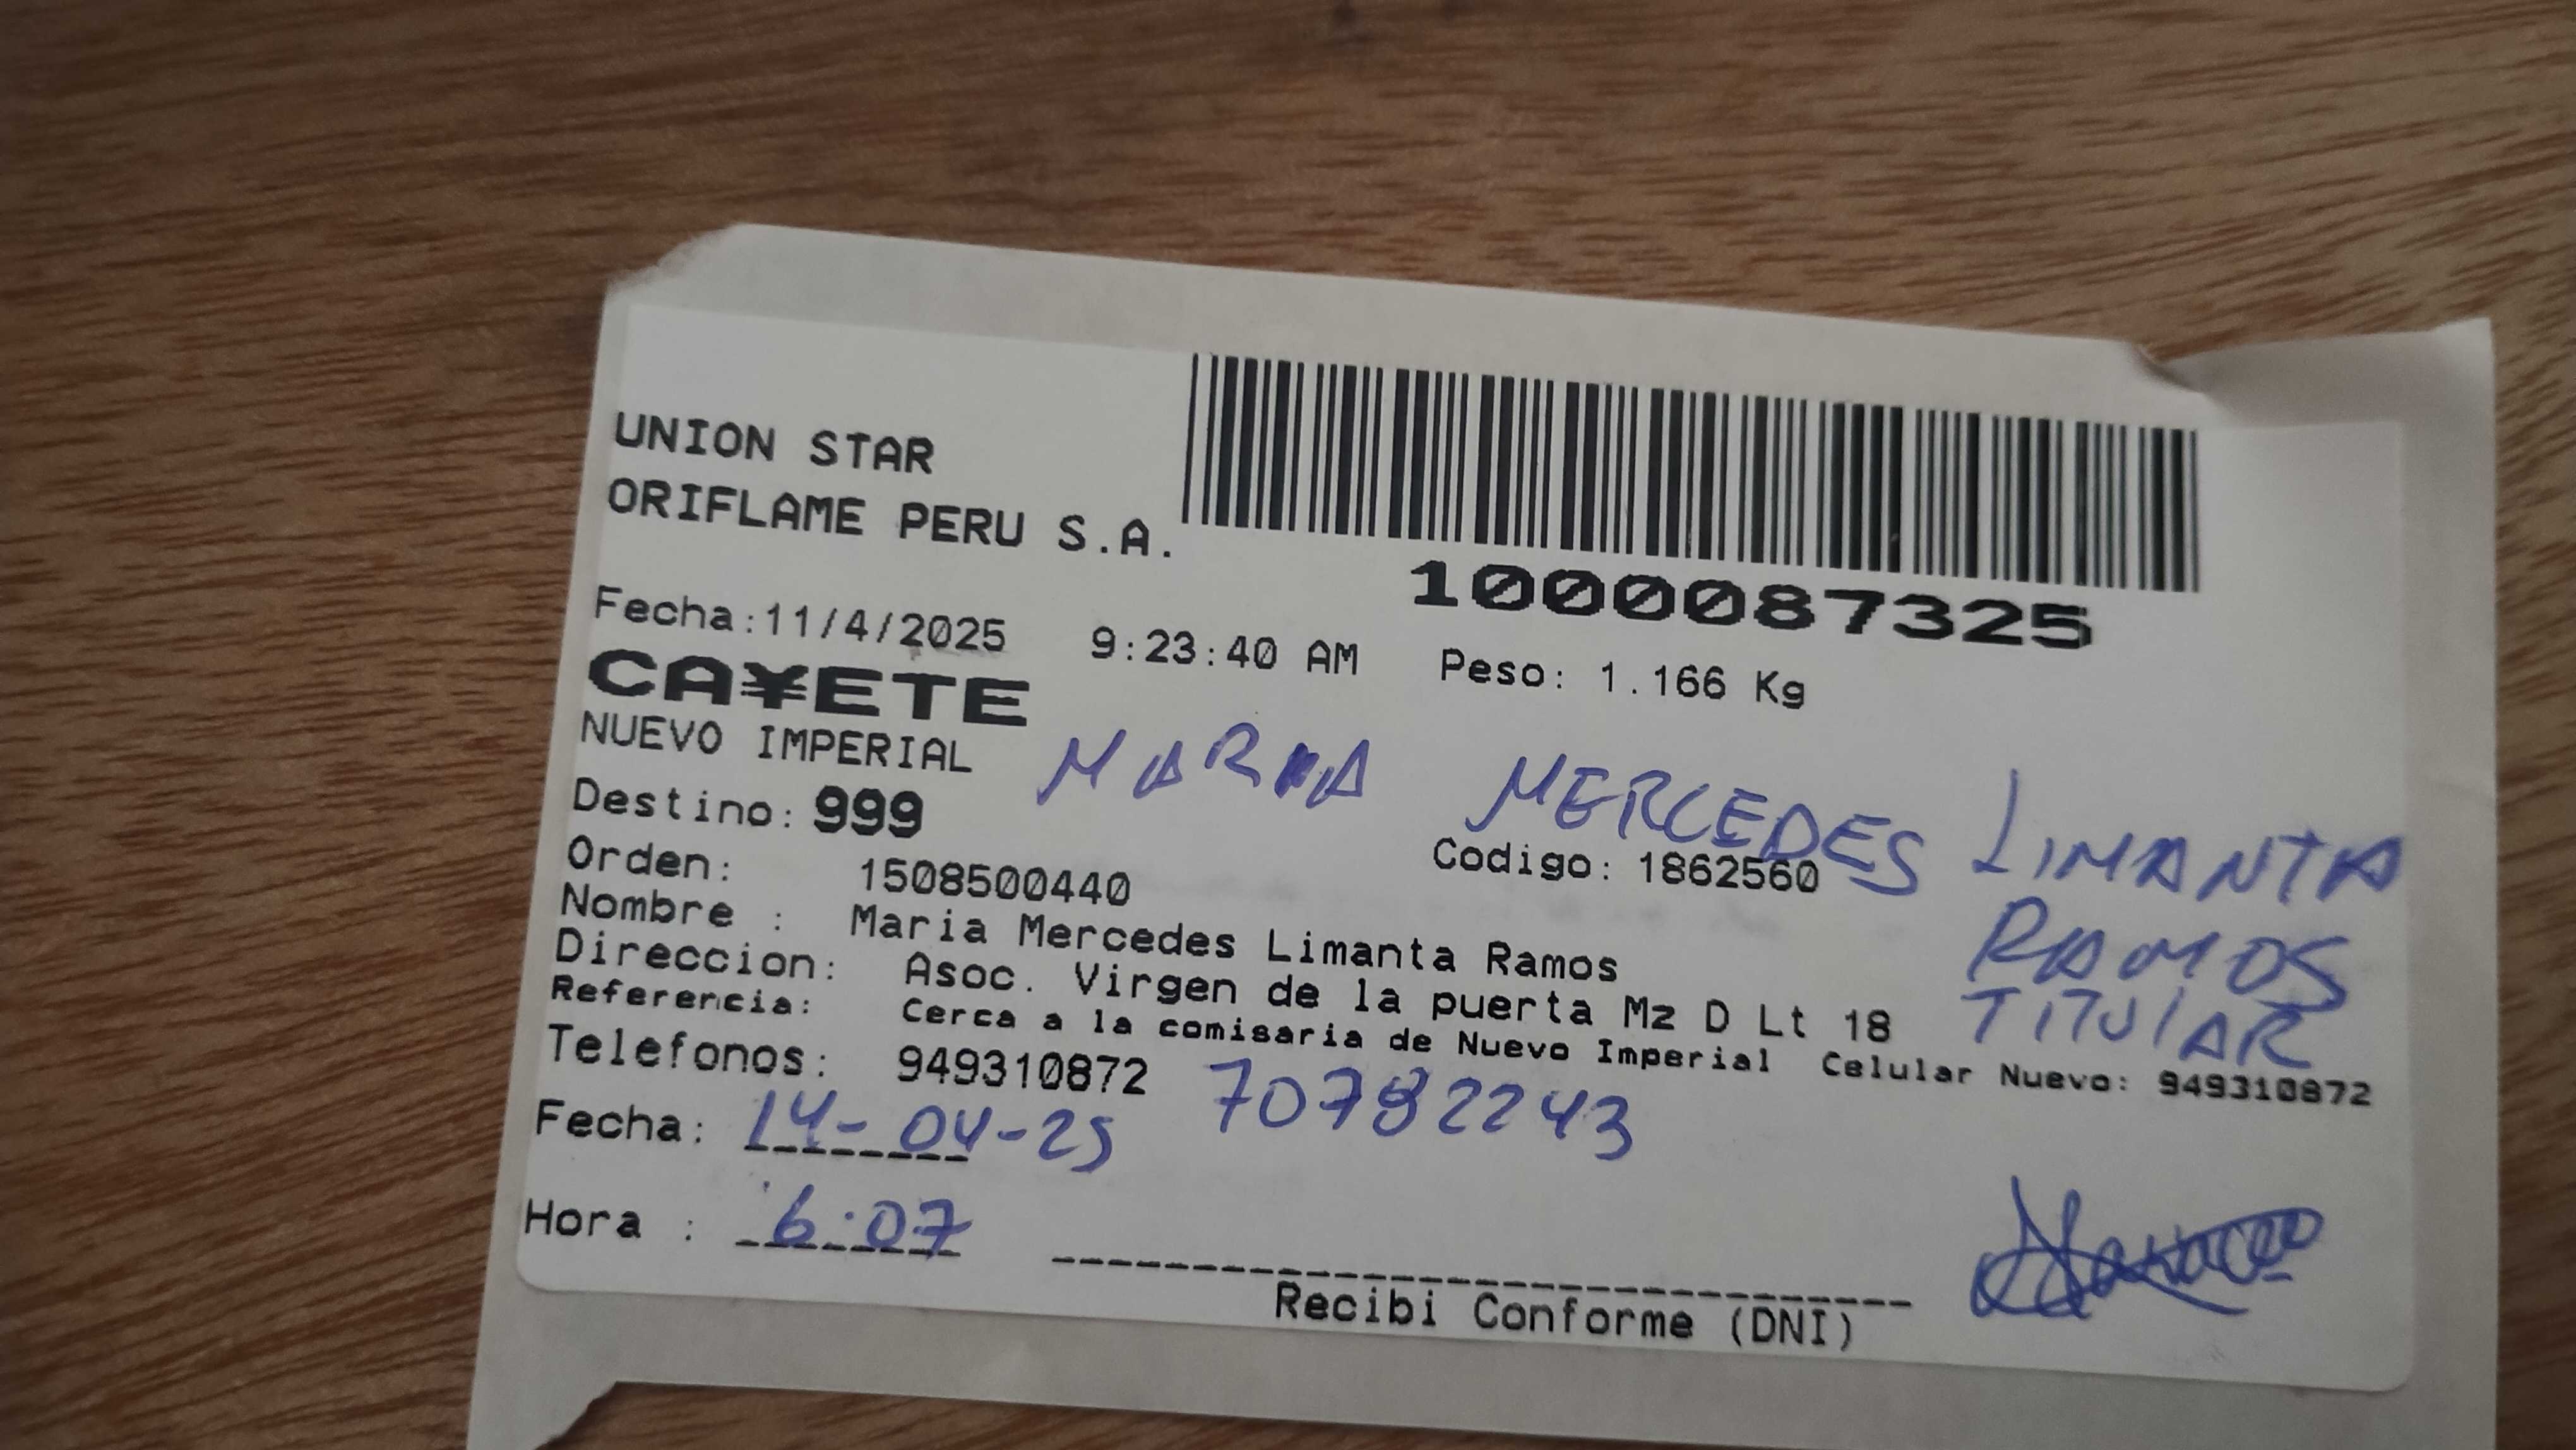 UNION STAR
ORIFLAME PERU S.A.
1000087325
Fecha:11/4/2025 9:23:40 AM Peso: 1.166 Kg
CA¥ETE
NUEVO IMPERIAL
MARIA MERCEDES LIMANTA
RAMOS
TITULAR
Destino: 999
Orden: 1508500440 Codigo: 1862560
Nombre : Maria Mercedes Limanta Ramos
Direccion: Asoc. Virgen de la puerta Mz D Lt 18
Referencia: Cerca a la comisaria de Nuevo Imperial Celular Nuevo: 949310872
Telefonos: 949310872 70782243
Fecha: 14-04-25
Hora : 6:07
Recibi Conforme (DNI)